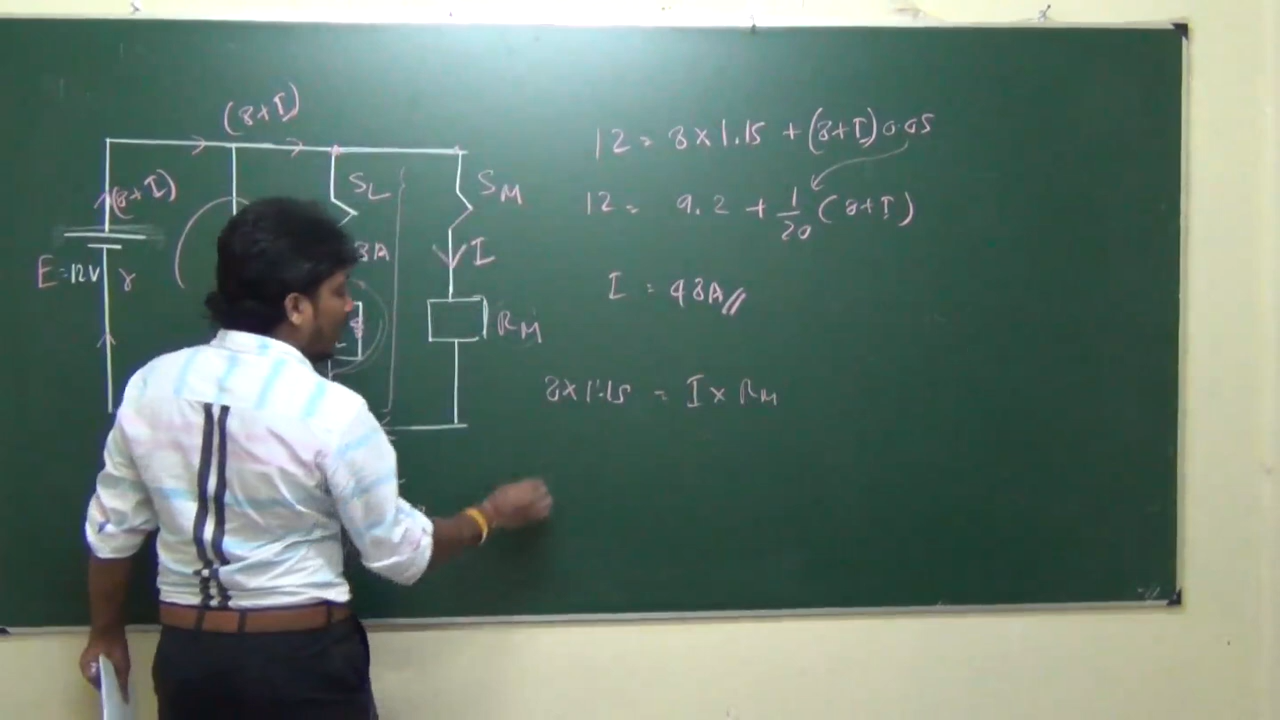 (8+I)
(8+I)
S_L
S_M
8A
I
E=12V
r
R_M
12 = 8×1.15 + (8+I) 0.05
12 = 9.2 + 1/20 (8+I)
I = 48A//
8×1.15 = I × R_M